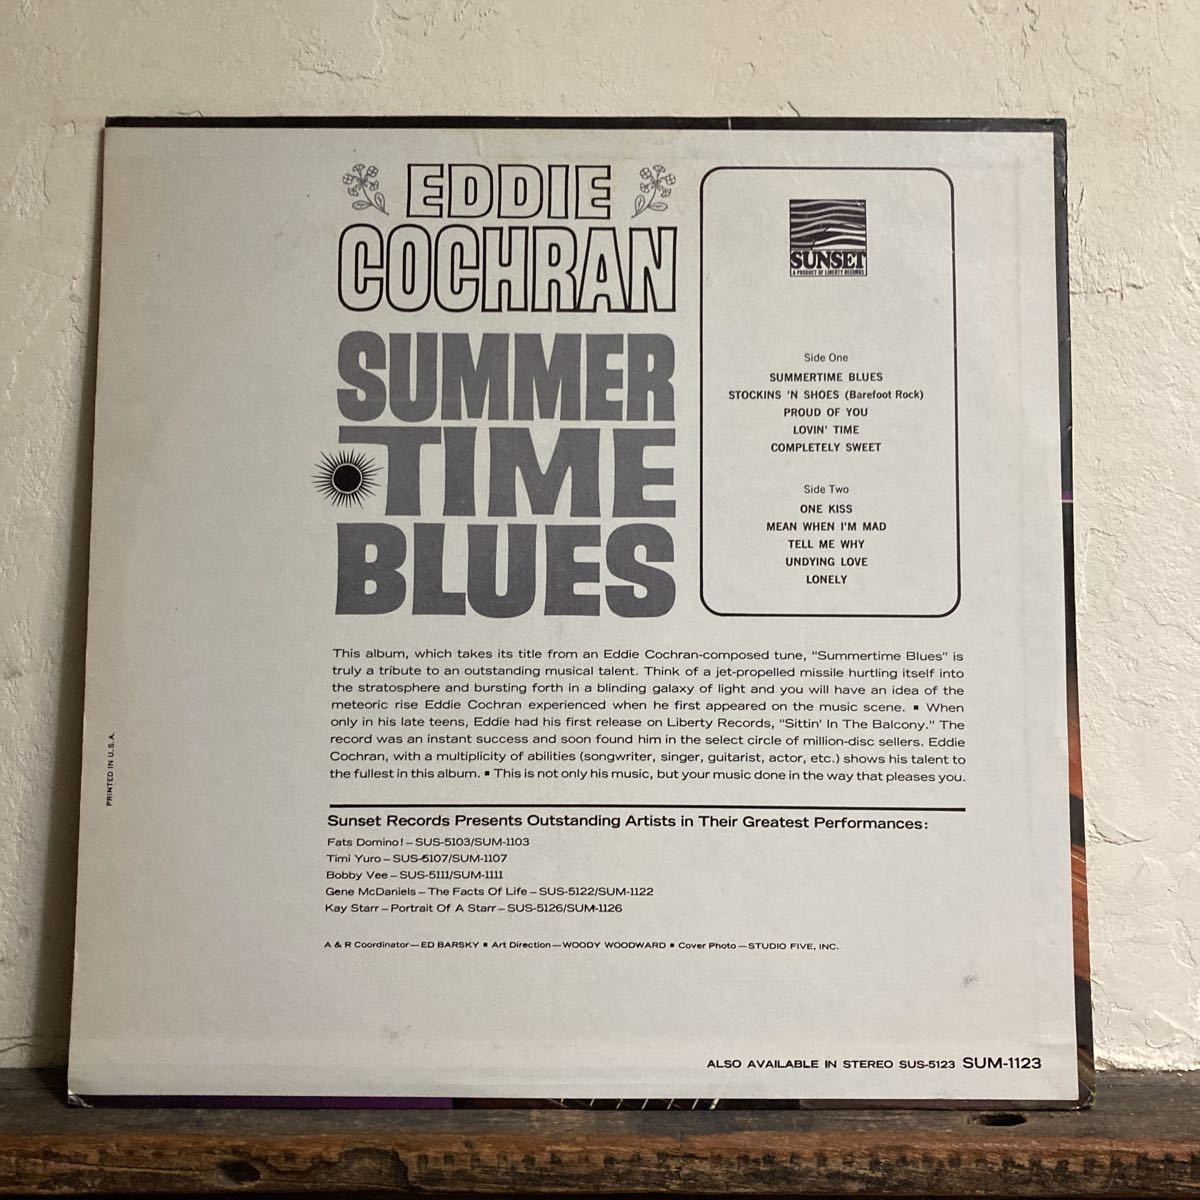 EDDIE
COCHRAN
SUMMER
TIME
BLUES
SUNSET
A PRODUCT OF LIBERTY RECORDS
Side One
SUMMERTIME BLUES
STOCKINS 'N SHOES (Barefoot Rock)
PROUD OF YOU
LOVIN' TIME
COMPLETELY SWEET
Side Two
ONE KISS
MEAN WHEN I'M MAD
TELL ME WHY
UNDYING LOVE
LONELY
This album, which takes its title from an Eddie Cochran-composed tune, "Summertime Blues" is
truly a tribute to an outstanding musical talent. Think of a jet-propelled missile hurtling itself into
the stratosphere and bursting forth in a blinding galaxy of light and you will have an idea of the
meteoric rise Eddie Cochran experienced when he first appeared on the music scene. ▪ When
only in his late teens, Eddie had his first release on Liberty Records, "Sittin' In The Balcony." The
record was an instant success and soon found him in the select circle of million-disc sellers. Eddie
Cochran, with a multiplicity of abilities (songwriter, singer, guitarist, actor, etc.) shows his talent to
the fullest in this album. ▪ This is not only his music, but your music done in the way that pleases you.
PRINTED IN U.S.A.
Sunset Records Presents Outstanding Artists in Their Greatest Performances:
Fats Domino! – SUS-5103/SUM-1103
Timi Yuro – SUS-5107/SUM-1107
Bobby Vee – SUS-5111/SUM-1111
Gene McDaniels – The Facts Of Life – SUS-5122/SUM-1122
Kay Starr – Portrait Of A Starr – SUS-5126/SUM-1126
A & R Coordinator — ED BARSKY ▪ Art Direction — WOODY WOODWARD ▪ Cover Photo — STUDIO FIVE, INC.
ALSO AVAILABLE IN STEREO SUS-5123 SUM-1123